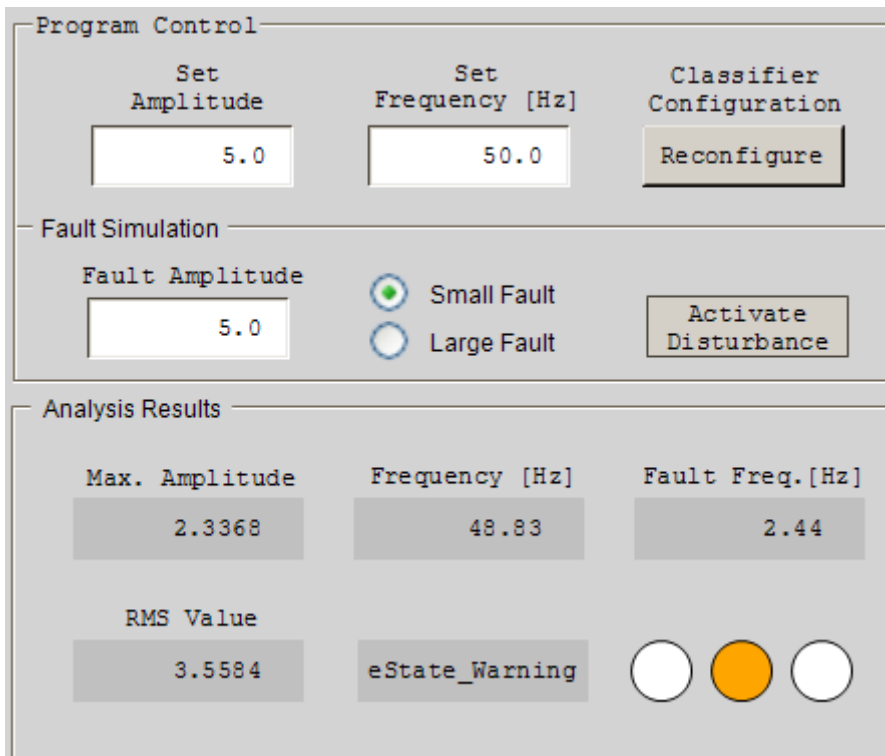 Program Control
Set
Amplitude
Set
Frequency [Hz]
Classifier
Configuration
5.0
50.0
Reconfigure
Fault Simulation
Fault Amplitude
5.0
Small Fault
Large Fault
Activate
Disturbance
Analysis Results
Max. Amplitude
Frequency [Hz]
Fault Freq.[Hz]
2.3368
48.83
2.44
RMS Value
3.5584
eState_Warning